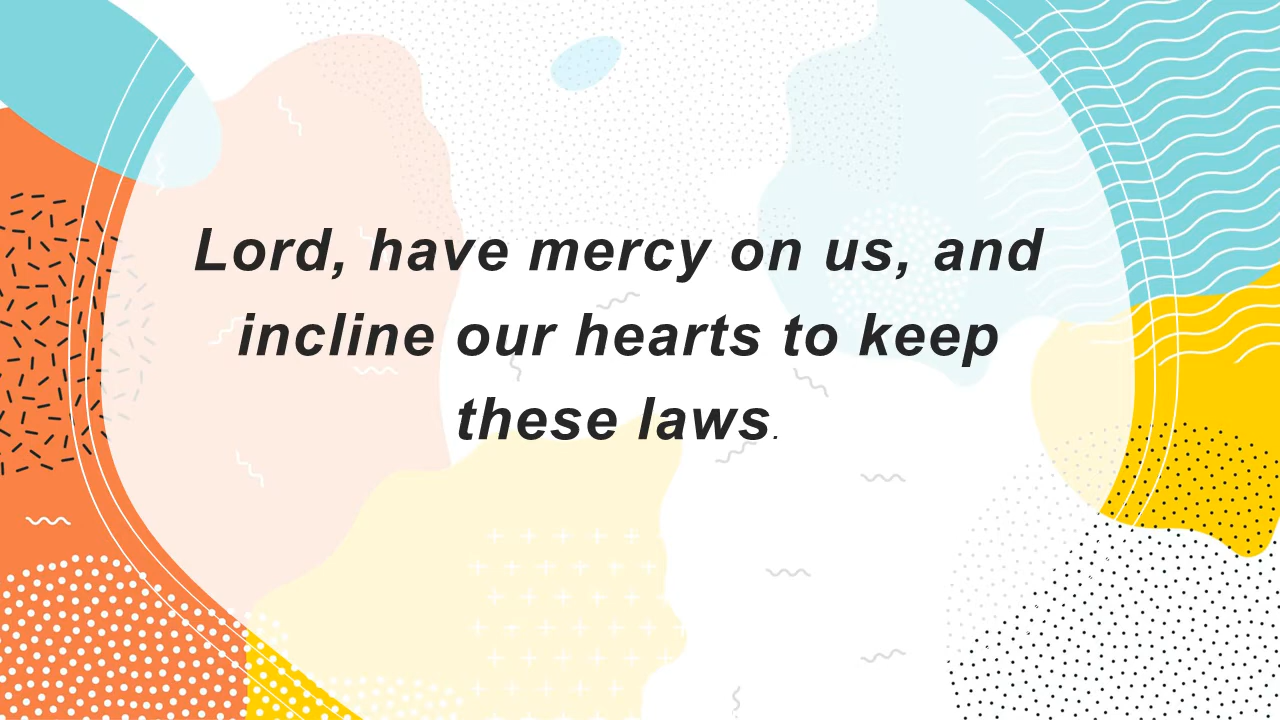 Lord, have mercy on us, and
incline our hearts to keep
these laws.